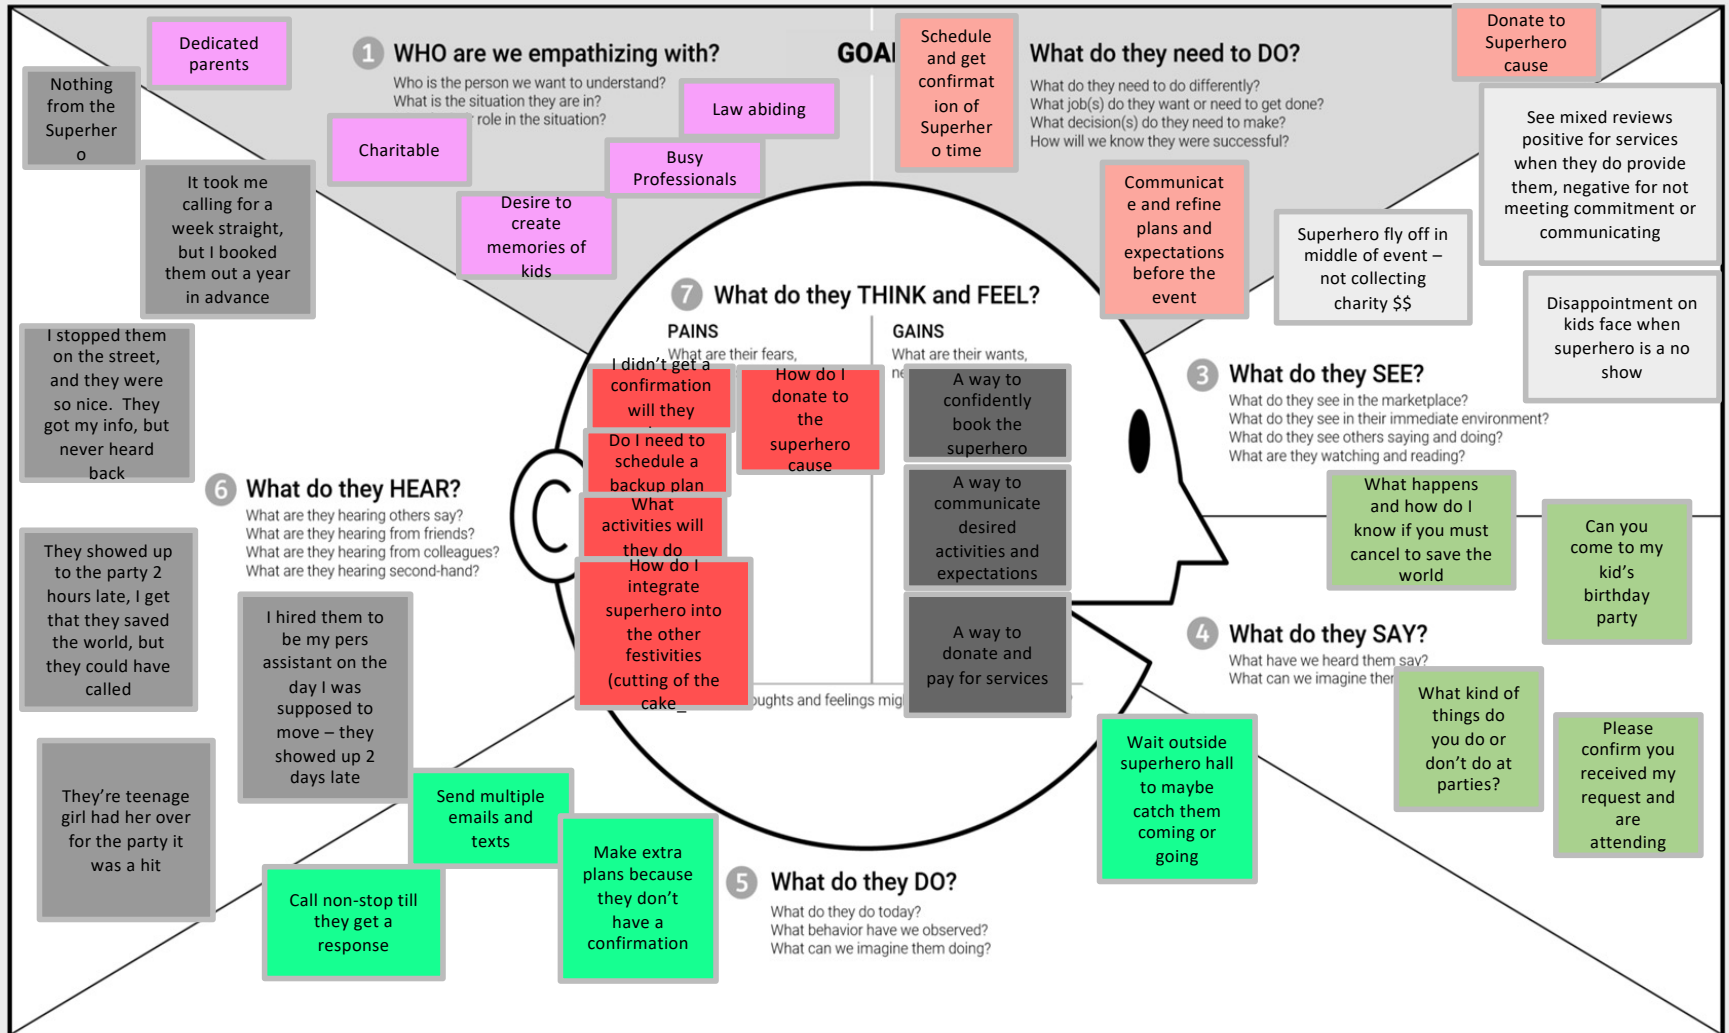 1 WHO are we empathizing with?
Who is the person we want to understand?
What is the situation they are in?
role in the situation?
Dedicated
parents
Charitable
Law abiding
Busy
Professionals
Desire to
create
memories of
kids
GOAL
What do they need to DO?
What do they need to do differently?
What job(s) do they want or need to get done?
What decision(s) do they need to make?
How will we know they were successful?
Schedule
and get
confirmat
ion of
Superher
o time
Communicat
e and refine
plans and
expectations
before the
event
Donate to
Superhero
cause
See mixed reviews
positive for services
when they do provide
them, negative for not
meeting commitment or
communicating
Superhero fly off in
middle of event –
not collecting
charity $$
Disappointment on
kids face when
superhero is a no
show
3 What do they SEE?
What do they see in the marketplace?
What do they see in their immediate environment?
What do they see others saying and doing?
What are they watching and reading?
What happens
and how do I
know if you must
cancel to save the
world
Can you
come to my
kid's
birthday
party
4 What do they SAY?
What have we heard them say?
What can we imagine
What kind of
things do
you do or
don't do at
parties?
Please
confirm you
received my
request and
are
attending
5 What do they DO?
What do they do today?
What behavior have we observed?
What can we imagine them doing?
Wait outside
superhero hall
to maybe
catch them
coming or
going
Send multiple
emails and
texts
Make extra
plans because
they don't
have a
confirmation
Call non-stop till
they get a
response
6 What do they HEAR?
What are they hearing others say?
What are they hearing from friends?
What are they hearing from colleagues?
What are they hearing second-hand?
Nothing
from the
Superher
o
It took me
calling for a
week straight,
but I booked
them out a year
in advance
I stopped them
on the street,
and they were
so nice. They
got my info, but
never heard
back
They showed up
to the party 2
hours late, I get
that they saved
the world, but
they could have
called
I hired them to
be my pers
assistant on the
day I was
supposed to
move – they
showed up 2
days late
They're teenage
girl had her over
for the party it
was a hit
7 What do they THINK and FEEL?
PAINS
What are their fears,
I didn't get a
confirmation
will they
Do I need to
schedule a
backup plan
What
activities will
they do
How do I
integrate
superhero into
the other
festivities
(cutting of the
cake_
How do I
donate to
the
superhero
cause
GAINS
What are their wants,
A way to
confidently
book the
superhero
A way to
communicate
desired
activities and
expectations
A way to
donate and
pay for services
thoughts and feelings